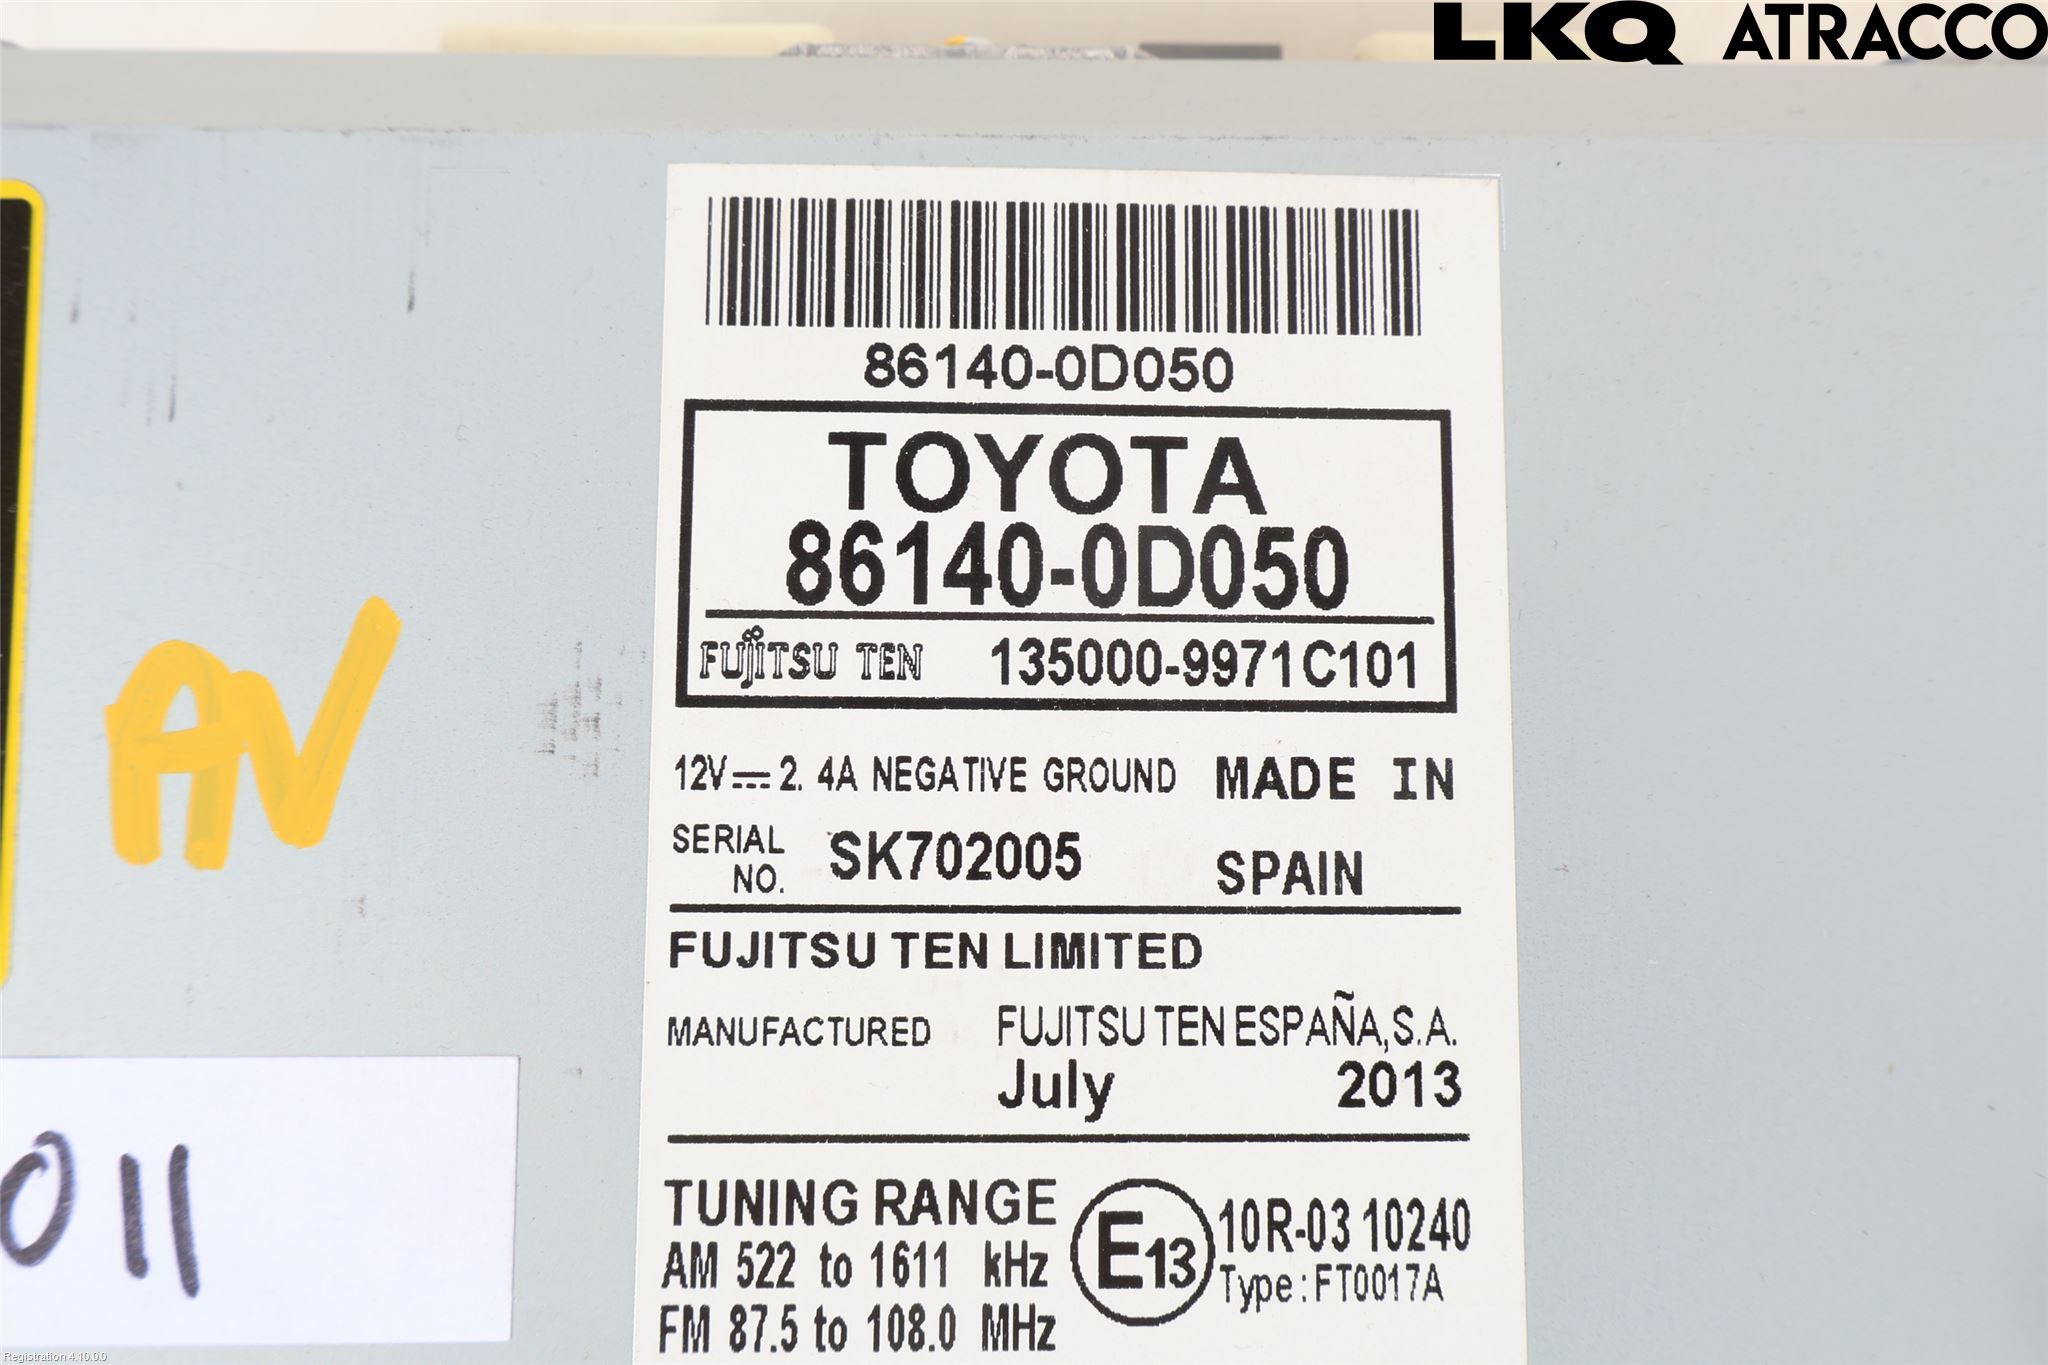 LKQ ATRACCO
86140-0D050
TOYOTA
86140-0D050
FUJITSU TEN 135000-9971C101
12V⎓2. 4A NEGATIVE GROUND MADE IN
SERIAL
NO. SK702005 SPAIN
FUJITSU TEN LIMITED
MANUFACTURED FUJITSU TEN ESPAÑA,S.A.
July 2013
TUNING RANGE
AM 522 to 1611 kHz
FM 87.5 to 108.0 MHz
E13 10R-03 10240
Type:FT0017A
AV
011
Registration 4.10.0.0